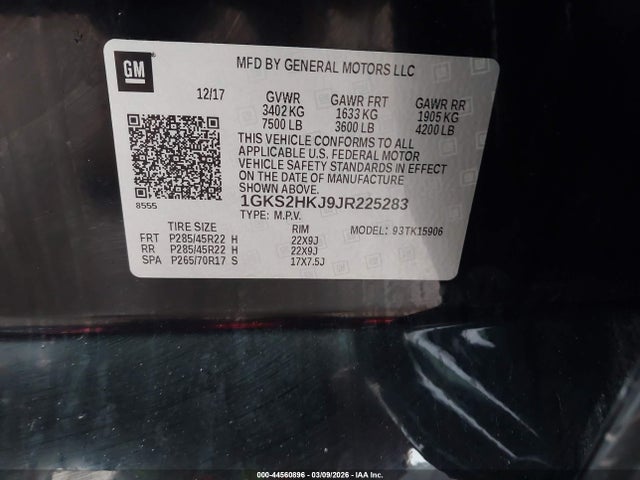 GM
MFD BY GENERAL MOTORS LLC
12/17 GVWR GAWR FRT GAWR RR
3402 KG 1633 KG 1905 KG
7500 LB 3600 LB 4200 LB
THIS VEHICLE CONFORMS TO ALL
APPLICABLE U.S. FEDERAL MOTOR
VEHICLE SAFETY STANDARDS IN EFFECT
ON THE DATE OF MANUFACTURE
SHOWN ABOVE.
8555
1GKS2HKJ9JR225283
TYPE: M.P.V. MODEL: 93TK15906
TIRE SIZE RIM
FRT P285/45R22 H 22X9J
RR P285/45R22 H 22X9J
SPA P265/70R17 S 17X7.5J
000-44560896 - 03/09/2026 - IAA Inc.